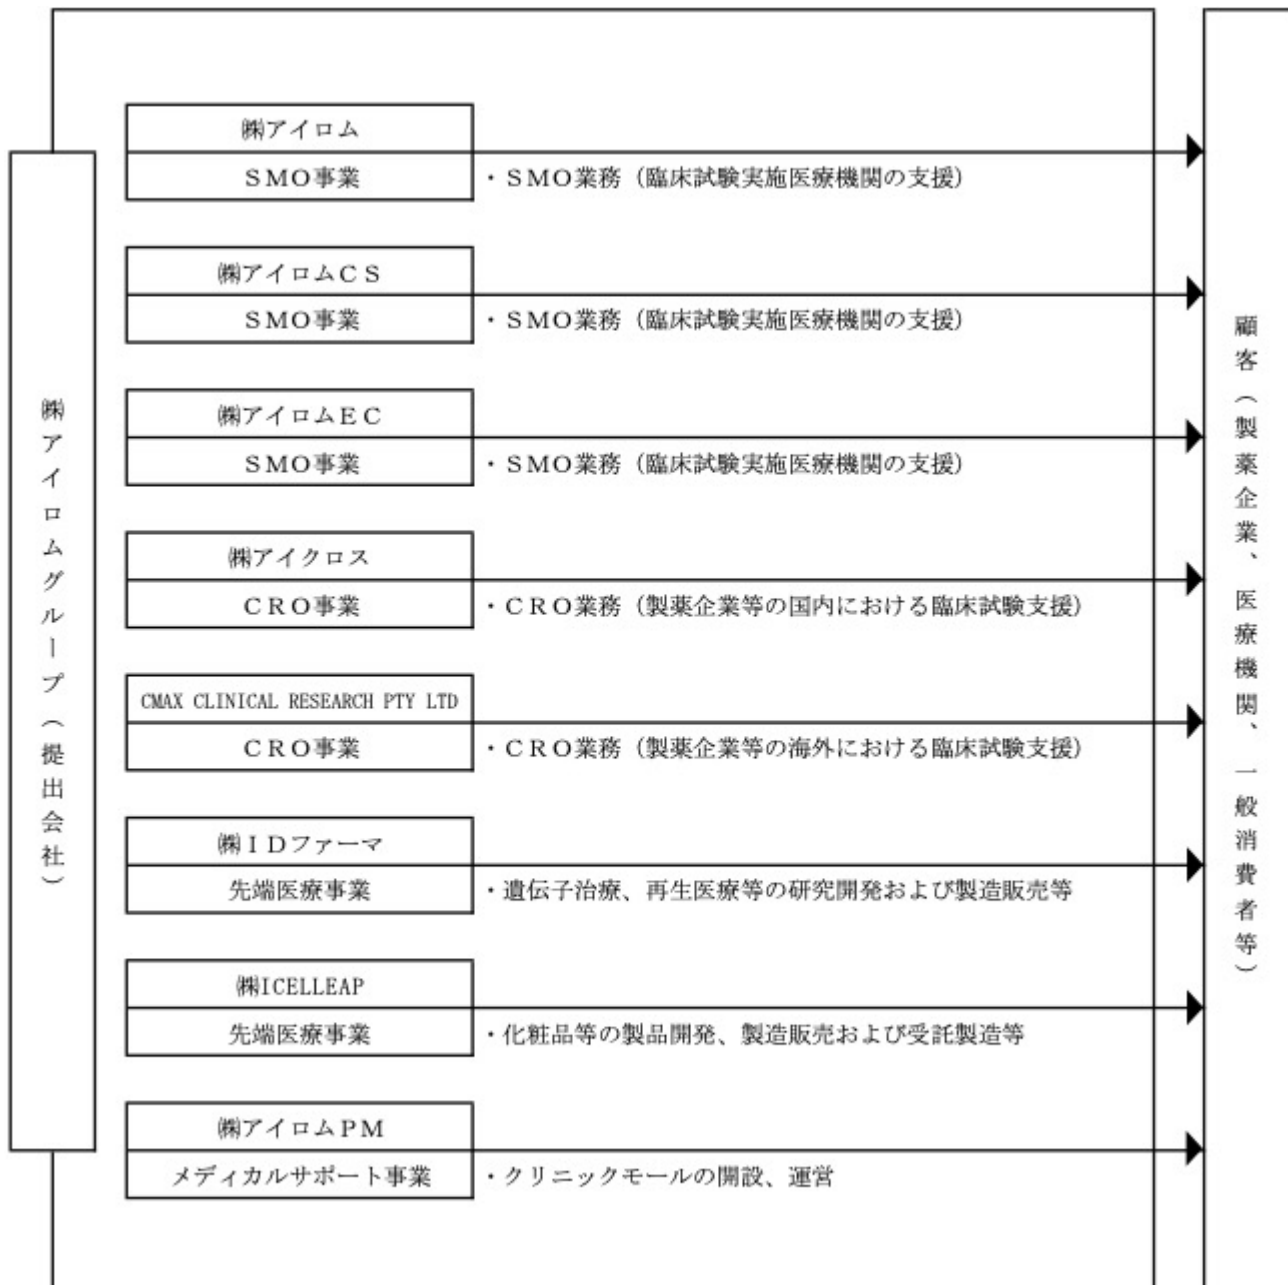 ㈱アイロムグループ（提出会社）
㈱アイロム
ＳＭＯ事業
・ＳＭＯ業務（臨床試験実施医療機関の支援）
㈱アイロムＣＳ
ＳＭＯ事業
・ＳＭＯ業務（臨床試験実施医療機関の支援）
㈱アイロムＥＣ
ＳＭＯ事業
・ＳＭＯ業務（臨床試験実施医療機関の支援）
㈱アイクロス
ＣＲＯ事業
・ＣＲＯ業務（製薬企業等の国内における臨床試験支援）
CMAX CLINICAL RESEARCH PTY LTD
ＣＲＯ事業
・ＣＲＯ業務（製薬企業等の海外における臨床試験支援）
㈱ＩＤファーマ
先端医療事業
・遺伝子治療、再生医療等の研究開発および製造販売等
㈱ICELLEAP
先端医療事業
・化粧品等の製品開発、製造販売および受託製造等
㈱アイロムＰＭ
メディカルサポート事業
・クリニックモールの開設、運営
顧客（製薬企業、医療機関、一般消費者等）